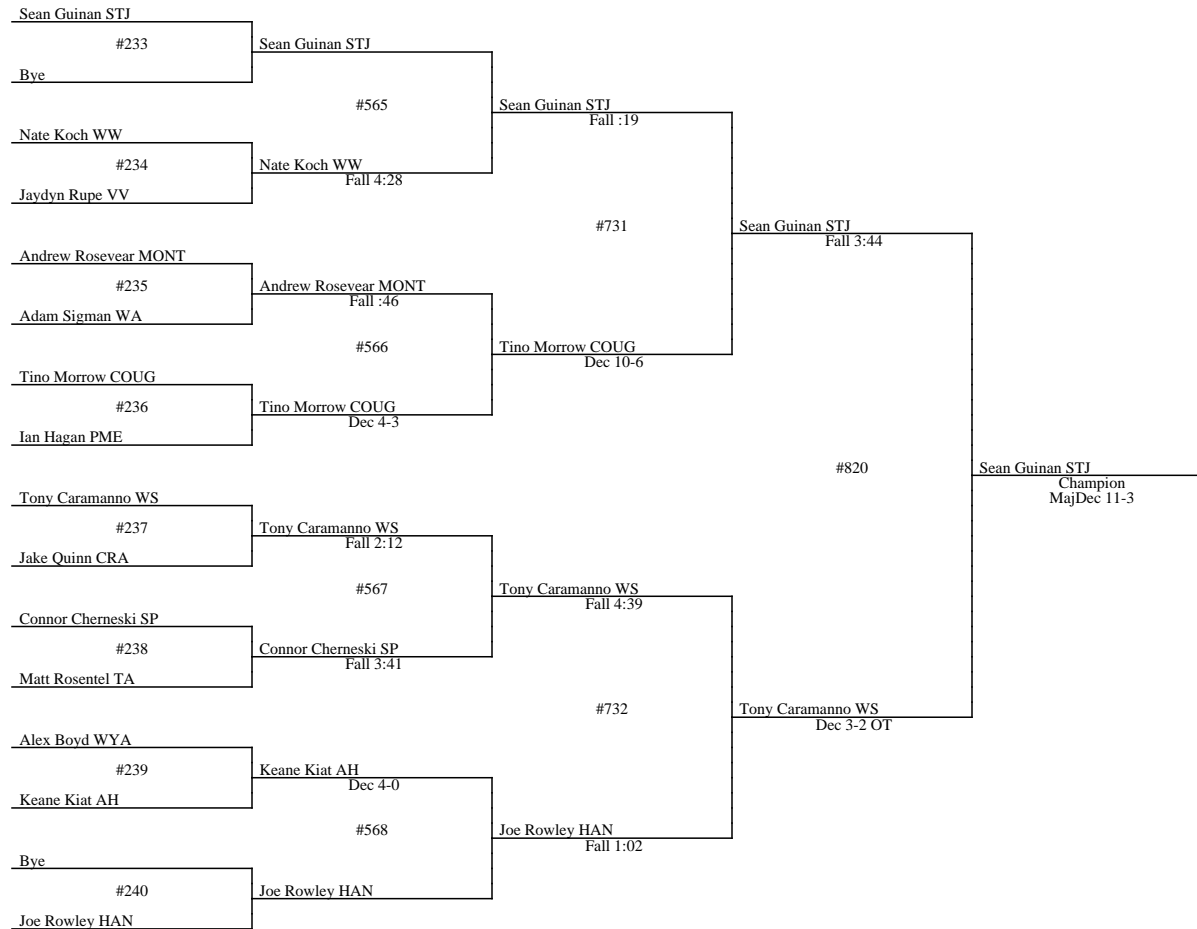 Sean Guinan STJ
#233
Sean Guinan STJ
Bye
#565
Sean Guinan STJ
Fall :19
Nate Koch WW
#234
Nate Koch WW
Fall 4:28
Jaydyn Rupe VV
#731
Sean Guinan STJ
Fall 3:44
Andrew Rosevear MONT
#235
Andrew Rosevear MONT
Fall :46
Adam Sigman WA
#566
Tino Morrow COUG
Dec 10-6
Tino Morrow COUG
#236
Tino Morrow COUG
Dec 4-3
Ian Hagan PME
#820
Sean Guinan STJ
Champion
MajDec 11-3
Tony Caramanno WS
#237
Tony Caramanno WS
Fall 2:12
Jake Quinn CRA
#567
Tony Caramanno WS
Fall 4:39
Connor Cherneski SP
#238
Connor Cherneski SP
Fall 3:41
Matt Rosentel TA
#732
Tony Caramanno WS
Dec 3-2 OT
Alex Boyd WYA
#239
Keane Kiat AH
Dec 4-0
Keane Kiat AH
#568
Joe Rowley HAN
Fall 1:02
Bye
#240
Joe Rowley HAN
Joe Rowley HAN